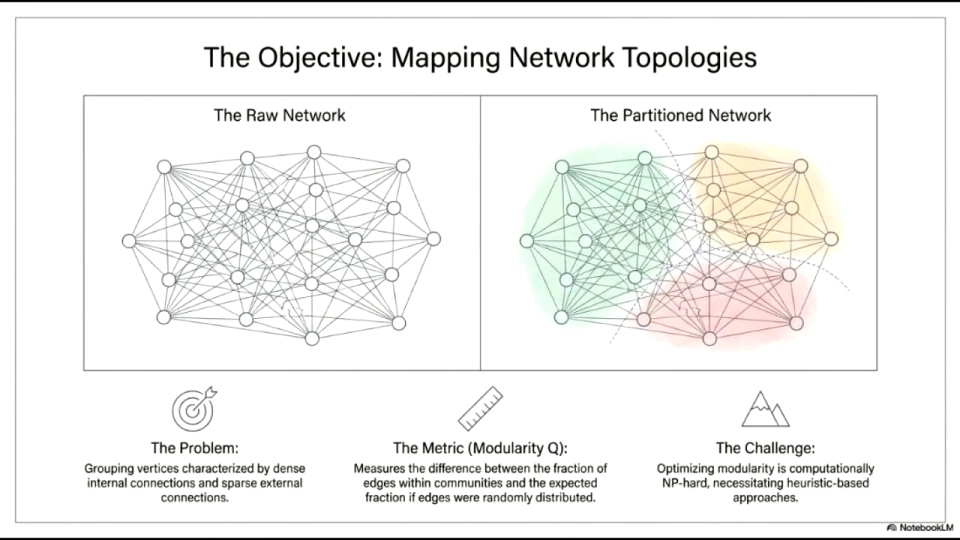 The Objective: Mapping Network Topologies
The Raw Network
The Partitioned Network
The Problem:
Grouping vertices characterized by dense
internal connections and sparse external
connections.
The Metric (Modularity Q):
Measures the difference between the fraction of
edges within communities and the expected
fraction if edges were randomly distributed.
The Challenge:
Optimizing modularity is computationally
NP-hard, necessitating heuristic-based
approaches.
NotebookLM